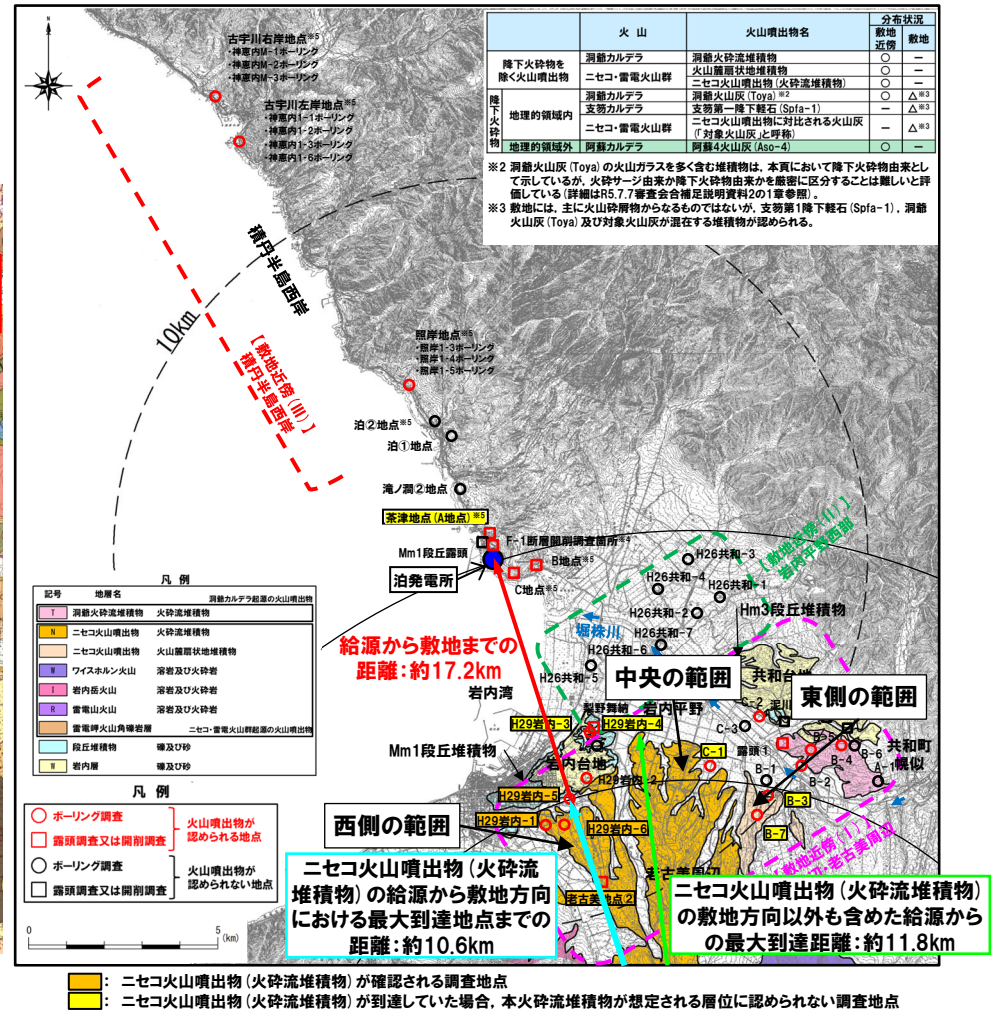 火 山
火山噴出物名
分布状況
敷地近傍
敷地
降下火砕物を除く火山噴出物
洞爺カルデラ
洞爺火砕流堆積物
○
－
ニセコ・雷電火山群
火山麓扇状地堆積物
○
－
ニセコ火山噴出物(火砕流堆積物)
○
－
降下火砕物
地理的領域内
洞爺カルデラ
洞爺火山灰(Toya)※2
○
△※3
支笏カルデラ
支笏第一降下軽石(Spfa-1)
－
△※3
ニセコ・雷電火山群
ニセコ火山噴出物に対比される火山灰
(「対象火山灰」と呼称)
－
△※3
地理的領域外
阿蘇カルデラ
阿蘇4火山灰(Aso-4)
－
－
※2 洞爺火山灰(Toya)の火山ガラスを多く含む堆積物は、本頁において降下火砕物由来とし
て示しているが、火砕サージ由来か降下火砕物由来かを厳密に区分することは難しいと評
価している(詳細はR5.7.7審査会合補足説明資料2の1章参照)。
※3 敷地には、主に火山砕屑物からなるものではないが、支笏第1降下軽石(Spfa-1)、洞爺
火山灰(Toya)及び対象火山灰が混在する堆積物が認められる。
N
古宇川右岸地点※5
・神恵内M-1ボーリング
・神恵内M-2ボーリング
・神恵内M-3ボーリング
古宇川左岸地点※5
・神恵内1-1ボーリング
・神恵内1-2ボーリング
・神恵内1-3ボーリング
・神恵内1-6ボーリング
積丹半島西岸
10km
【敷地近傍(Ⅲ)】
積丹半島西岸
照岸地点※5
・照岸1-3ボーリング
・照岸1-4ボーリング
・照岸1-5ボーリング
泊②地点※5
泊①地点
滝ノ澗②地点
茶津地点(A地点)※5
F-1断層開削調査箇所※4
Mm1段丘露頭
B地点※5
泊発電所
C地点※5
【敷地近傍(Ⅱ)】
岩内平野西部
H26共和-3
H26共和-4
H26共和-1
H26共和-2
Hm3段丘堆積物
堀株川
H26共和-7
H26共和-6
H26共和-5
給源から敷地までの
距離:約17.2km
岩内湾
中央の範囲
共和台地
東側の範囲
梨野舞納
岩内平野
H29岩内-3
H29岩内-4
C-2
C-3
B-5
露頭1
B-6
共和町
幌似
B-4
A-1
Mm1段丘堆積物
岩内台地
C-1
B-1
B-2
H29岩内-2
H29岩内-5
B-3
H29岩内-1
H29岩内-6
B-7
西側の範囲
老古美周辺
老古美地点2
ニセコ火山噴出物(火砕流
堆積物)の給源から敷地方向
における最大到達地点までの
距離:約10.6km
ニセコ火山噴出物(火砕流堆積物)
の敷地方向以外も含めた給源から
の最大到達距離:約11.8km
凡 例
記号
地層名
洞爺カルデラ起源の火山噴出物
T 洞爺火砕流堆積物 火砕流堆積物
N ニセコ火山噴出物 火砕流堆積物
ニセコ火山噴出物 火山麓扇状地堆積物
W ワイスホルン火山 溶岩及び火砕岩
I 岩内岳火山 溶岩及び火砕岩
R 雷電山火山 溶岩及び火砕岩
雷電岬火山角礫岩層
ニセコ・雷電火山群起源の火山噴出物
段丘堆積物 礫及び砂
W 岩内層 礫及び砂
凡 例
ボーリング調査
露頭調査又は開削調査
火山噴出物が
認められる地点
ボーリング調査
露頭調査又は開削調査
火山噴出物が
認められない地点
0 5 (km)
: ニセコ火山噴出物(火砕流堆積物)が確認される調査地点
: ニセコ火山噴出物(火砕流堆積物)が到達していた場合、本火砕流堆積物が想定される層位に認められない調査地点